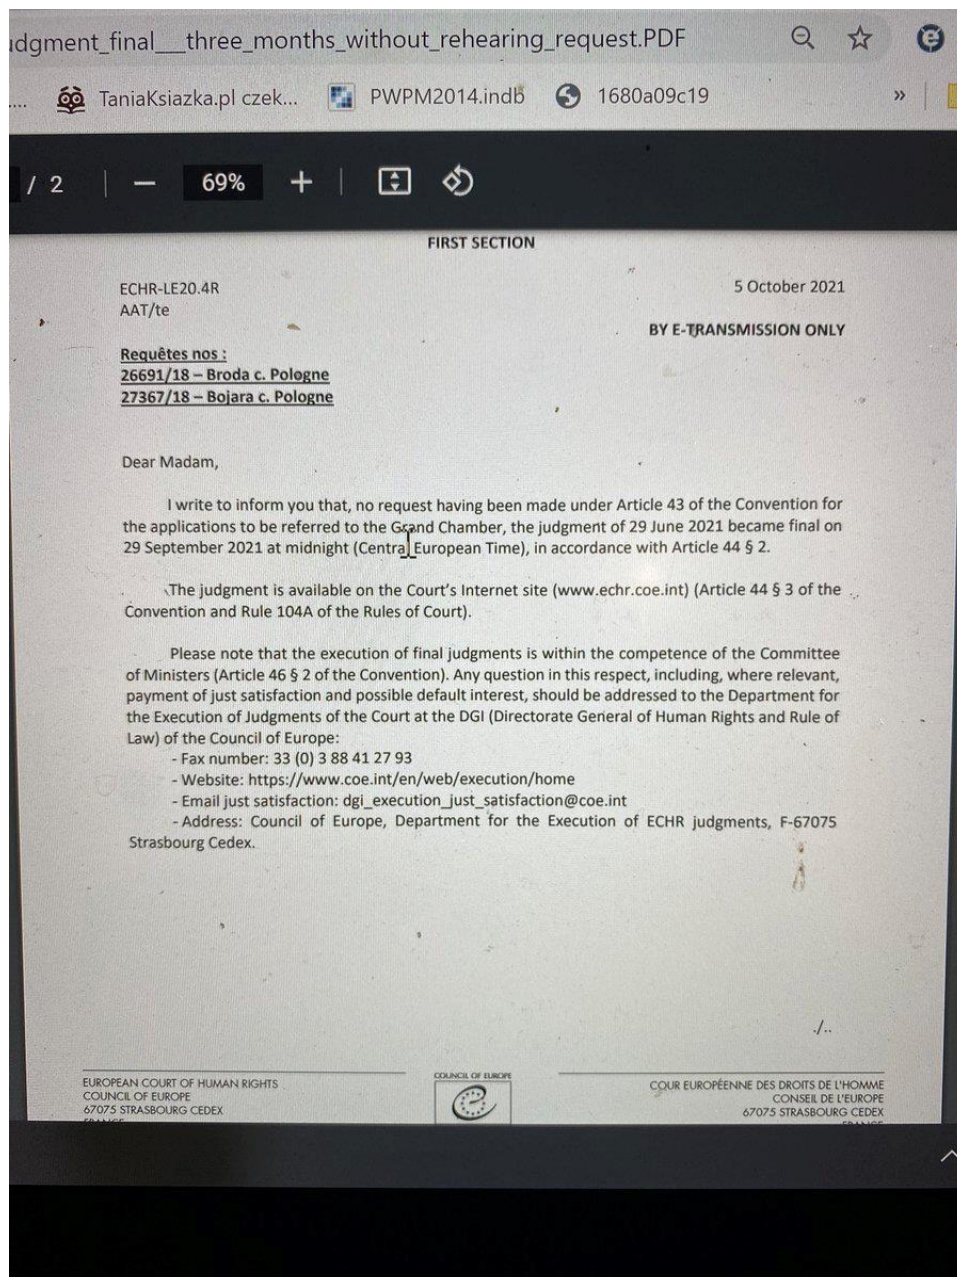 dgment_final___three_months_without_rehearing_request.PDF
.... TaniaKsiazka.pl czek... PWPM2014.indb 1680a09c19 »
/ 2 | − 69% + |
FIRST SECTION
ECHR-LE20.4R 5 October 2021
AAT/te
BY E-TRANSMISSION ONLY
Requêtes nos :
26691/18 – Broda c. Pologne
27367/18 – Bojara c. Pologne
Dear Madam,
I write to inform you that, no request having been made under Article 43 of the Convention for
the applications to be referred to the Grand Chamber, the judgment of 29 June 2021 became final on
29 September 2021 at midnight (Central European Time), in accordance with Article 44 § 2.
The judgment is available on the Court's Internet site (www.echr.coe.int) (Article 44 § 3 of the
Convention and Rule 104A of the Rules of Court).
Please note that the execution of final judgments is within the competence of the Committee
of Ministers (Article 46 § 2 of the Convention). Any question in this respect, including, where relevant,
payment of just satisfaction and possible default interest, should be addressed to the Department for
the Execution of Judgments of the Court at the DGI (Directorate General of Human Rights and Rule of
Law) of the Council of Europe:
- Fax number: 33 (0) 3 88 41 27 93
- Website: https://www.coe.int/en/web/execution/home
- Email just satisfaction: dgi_execution_just_satisfaction@coe.int
- Address: Council of Europe, Department for the Execution of ECHR judgments, F-67075
Strasbourg Cedex.
./..
COUNCIL OF EUROPE
EUROPEAN COURT OF HUMAN RIGHTS
COUNCIL OF EUROPE
67075 STRASBOURG CEDEX
COUR EUROPÉENNE DES DROITS DE L'HOMME
CONSEIL DE L'EUROPE
67075 STRASBOURG CEDEX